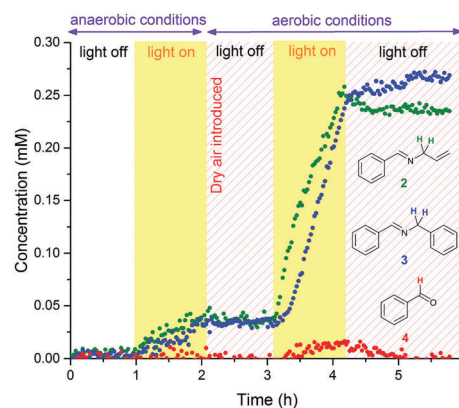 anaerobic conditions aerobic conditions
light off light on light off light on light off
Dry air introduced
Concentration (mM)
0.30
0.25
0.20
0.15
0.10
0.05
0.00
H H
N
2
H H
N
3
H
O
4
0 1 2 3 4 5
Time (h)